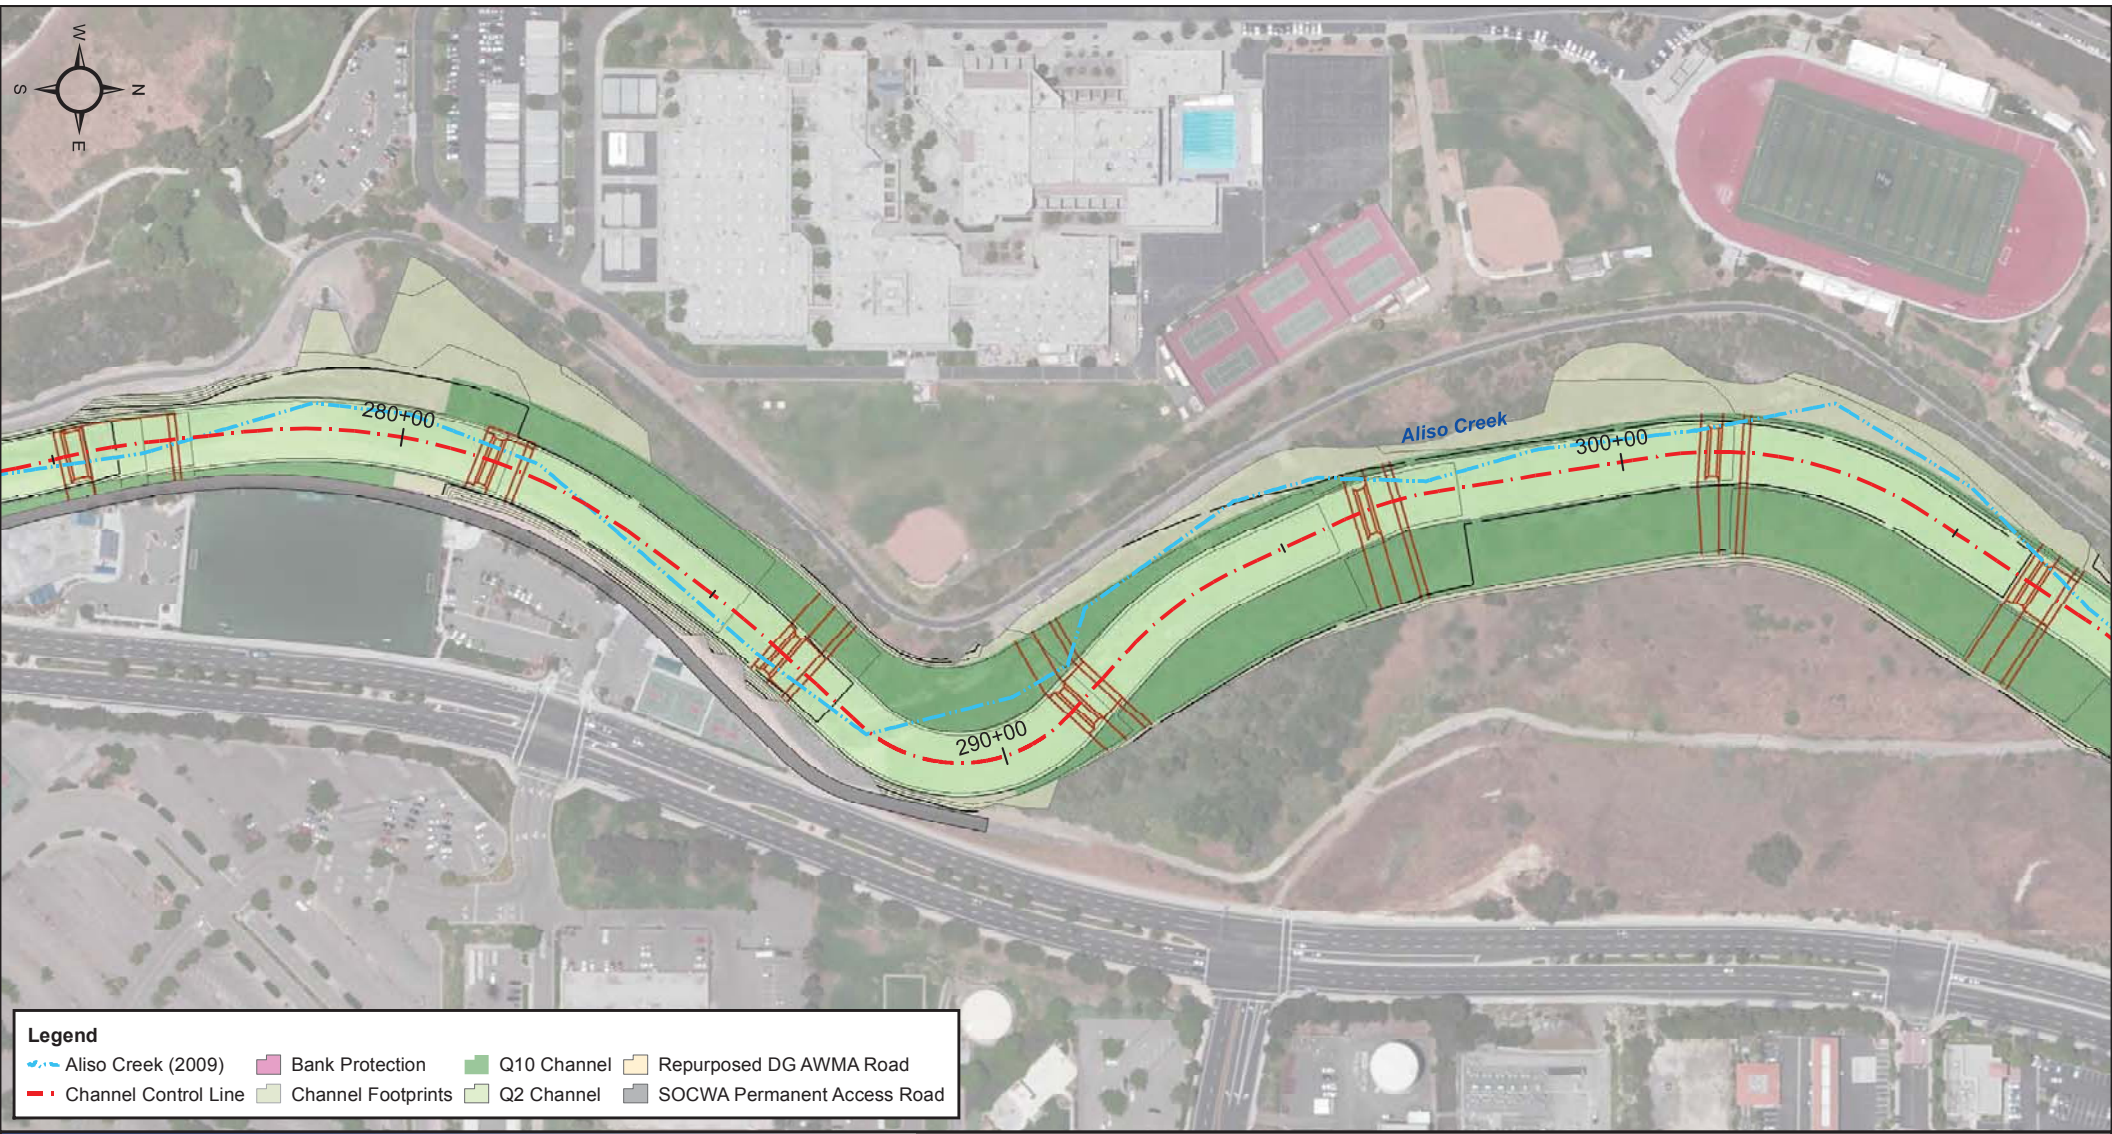 W
S N
E
280+00
290+00
Aliso Creek
300+00
Legend
Aliso Creek (2009)
Bank Protection
Q10 Channel
Repurposed DG AWMA Road
Channel Control Line
Channel Footprints
Q2 Channel
SOCWA Permanent Access Road